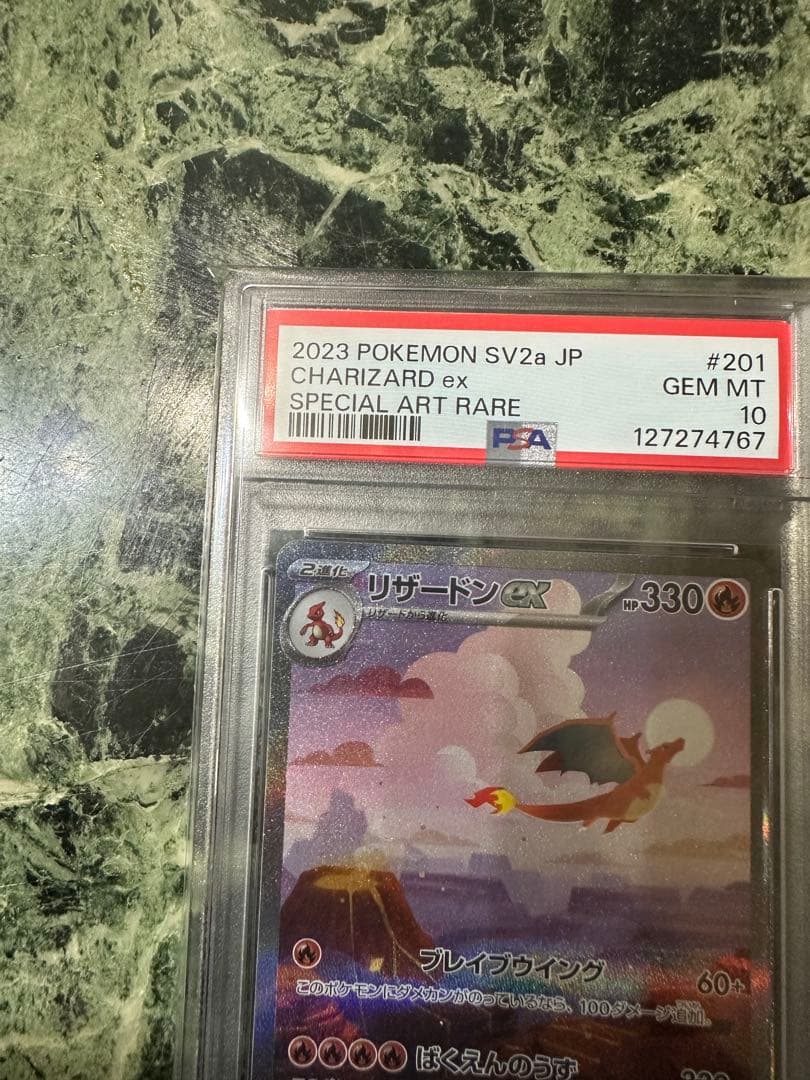 2023 POKEMON SV2a JP #201
CHARIZARD ex GEM MT
SPECIAL ART RARE 10
PSA 127274767
2進化 リザードンex HP330
リザードから進化
ブレイブウイング 60+
このポケモンにダメカンがのっているなら、100ダメージ追加。
ばくえんのうず